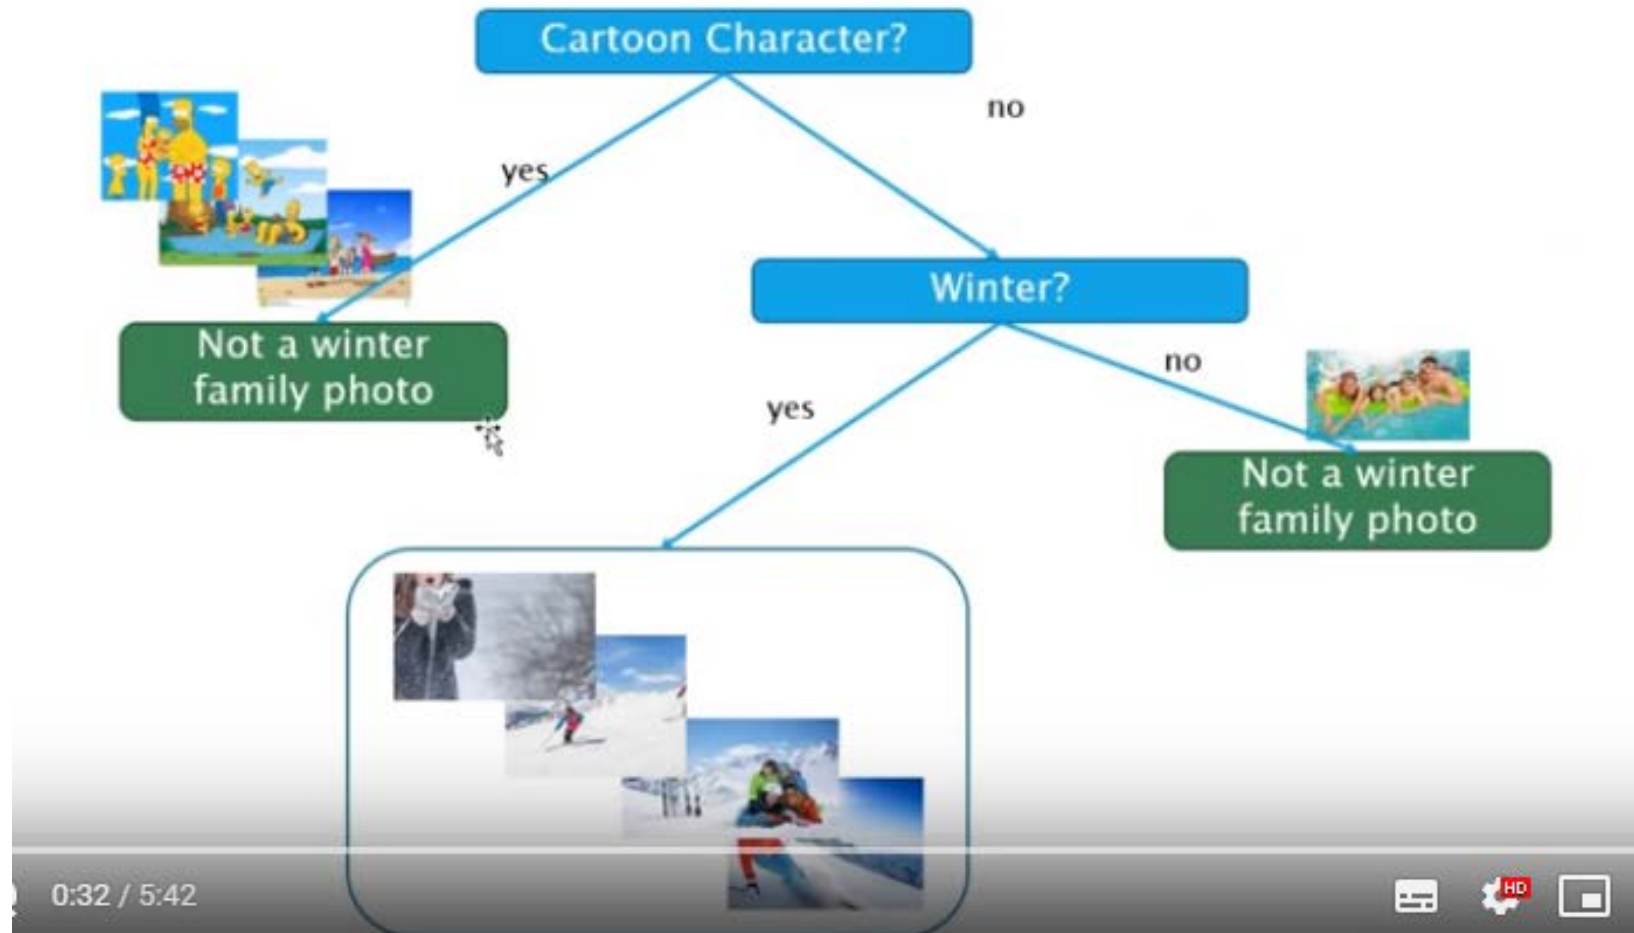 Cartoon Character?
no
yes
Winter?
Not a winter
family photo
no
yes
Not a winter
family photo
0:32 / 5:42
HD